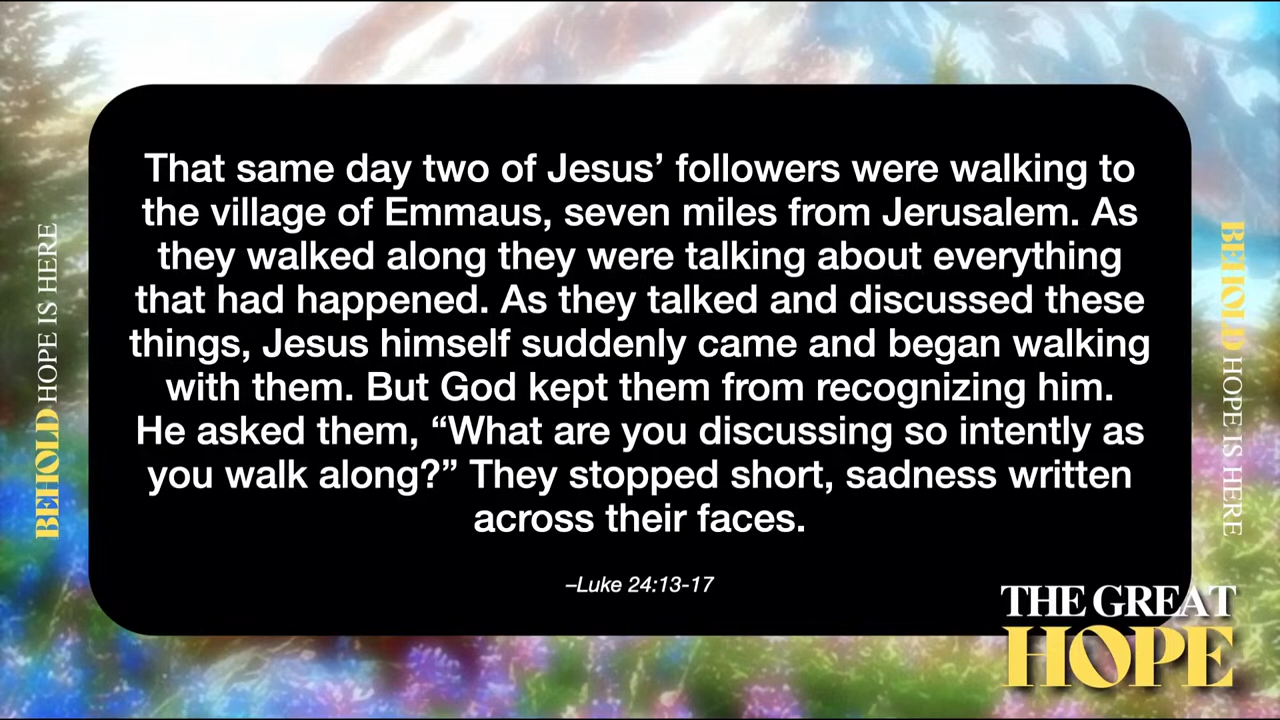 That same day two of Jesus’ followers were walking to
the village of Emmaus, seven miles from Jerusalem. As
they walked along they were talking about everything
that had happened. As they talked and discussed these
things, Jesus himself suddenly came and began walking
with them. But God kept them from recognizing him.
He asked them, “What are you discussing so intently as
you walk along?” They stopped short, sadness written
across their faces.
–Luke 24:13-17
BEHOLD HOPE IS HERE
BEHOLD HOPE IS HERE
THE GREAT
HOPE